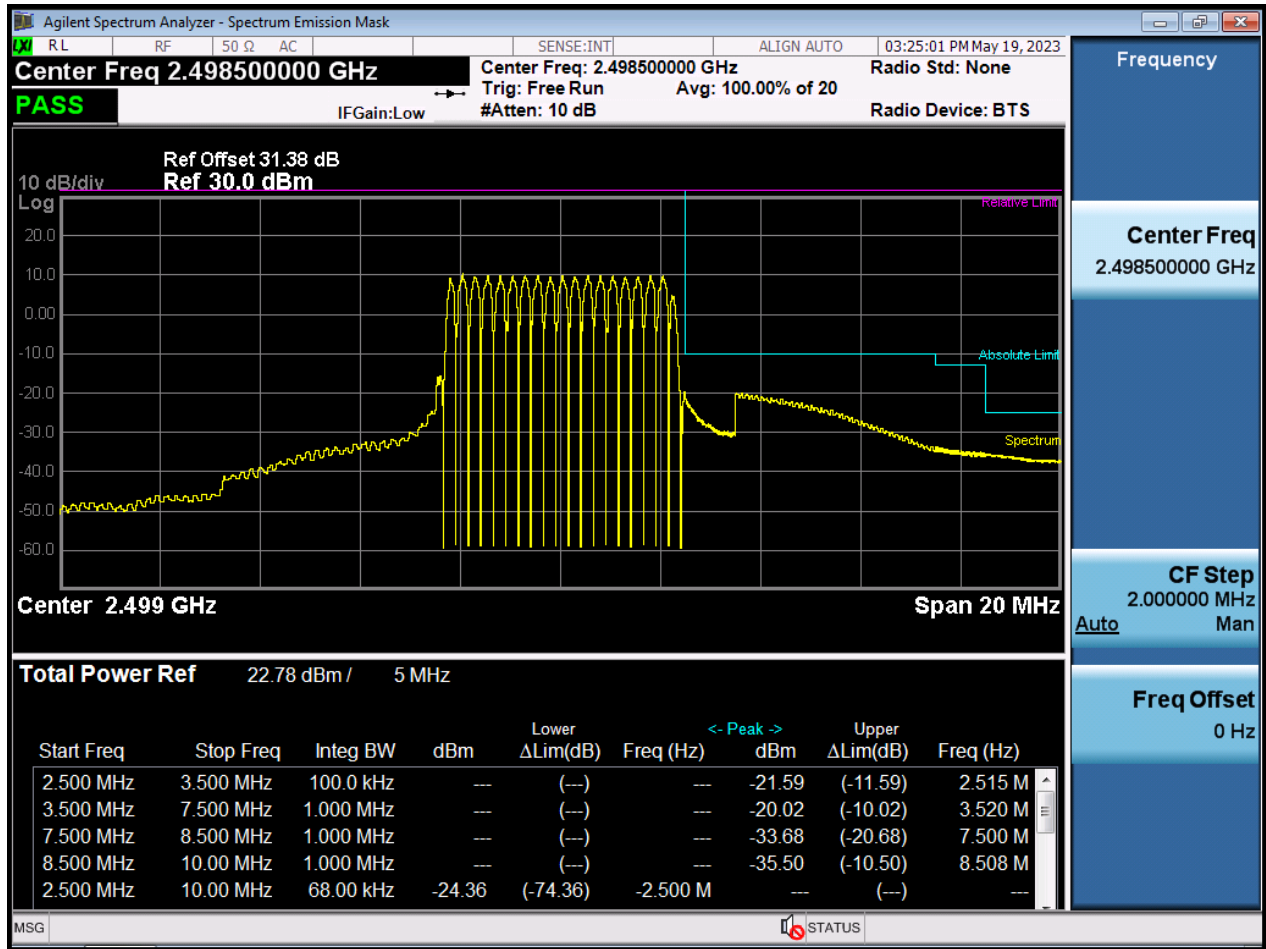 Agilent Spectrum Analyzer - Spectrum Emission Mask
LXI RL RF 50 Ω AC SENSE:INT ALIGN AUTO 03:25:01 PM May 19, 2023
Center Freq 2.498500000 GHz
Center Freq: 2.498500000 GHz
Radio Std: None
Trig: Free Run Avg: 100.00% of 20
PASS
IFGain:Low
#Atten: 10 dB
Radio Device: BTS
Ref Offset 31.38 dB
10 dB/div Ref 30.0 dBm
Log
Relative Limit
20.0
10.0
0.00
-10.0
Absolute Limit
-20.0
-30.0
Spectrum
-40.0
-50.0
-60.0
Center 2.499 GHz Span 20 MHz
Total Power Ref 22.78 dBm / 5 MHz
Lower <- Peak -> Upper
Start Freq Stop Freq Integ BW dBm ΔLim(dB) Freq (Hz) dBm ΔLim(dB) Freq (Hz)
2.500 MHz 3.500 MHz 100.0 kHz --- (---) --- -21.59 (-11.59) 2.515 M
3.500 MHz 7.500 MHz 1.000 MHz --- (---) --- -20.02 (-10.02) 3.520 M
7.500 MHz 8.500 MHz 1.000 MHz --- (---) --- -33.68 (-20.68) 7.500 M
8.500 MHz 10.00 MHz 1.000 MHz --- (---) --- -35.50 (-10.50) 8.508 M
2.500 MHz 10.00 MHz 68.00 kHz -24.36 (-74.36) -2.500 M --- (---) ---
MSG STATUS
Frequency
Center Freq
2.498500000 GHz
CF Step
2.000000 MHz
Auto Man
Freq Offset
0 Hz